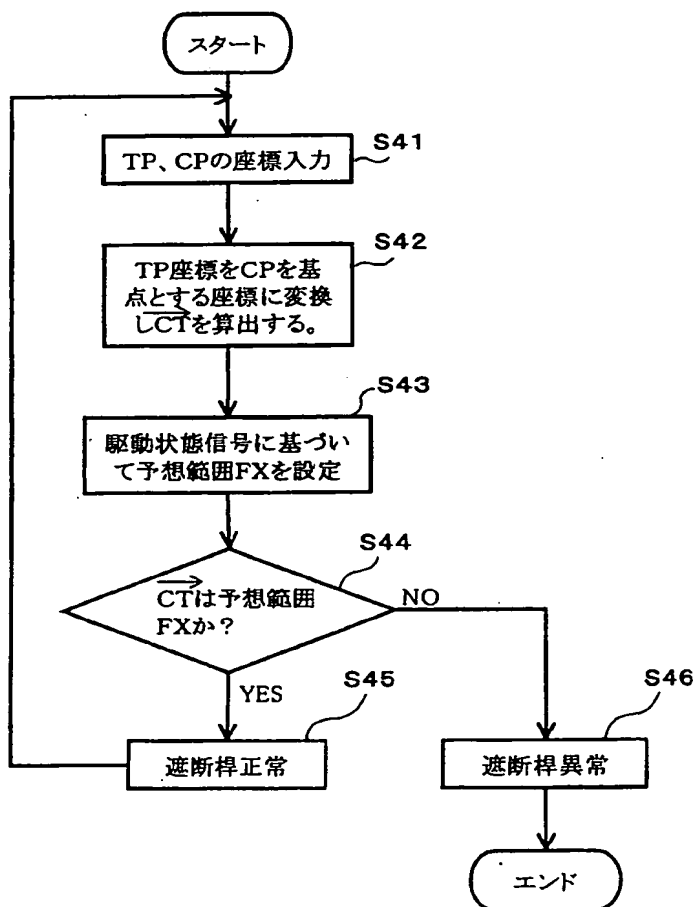 スタート
S41
TP、CPの座標入力
S42
TP座標をCPを基
点とする座標に変換
しCTを算出する。
S43
駆動状態信号に基づい
て予想範囲FXを設定
S44
CTは予想範囲
FXか？
NO
YES
S45
遮断桿正常
S46
遮断桿異常
エンド